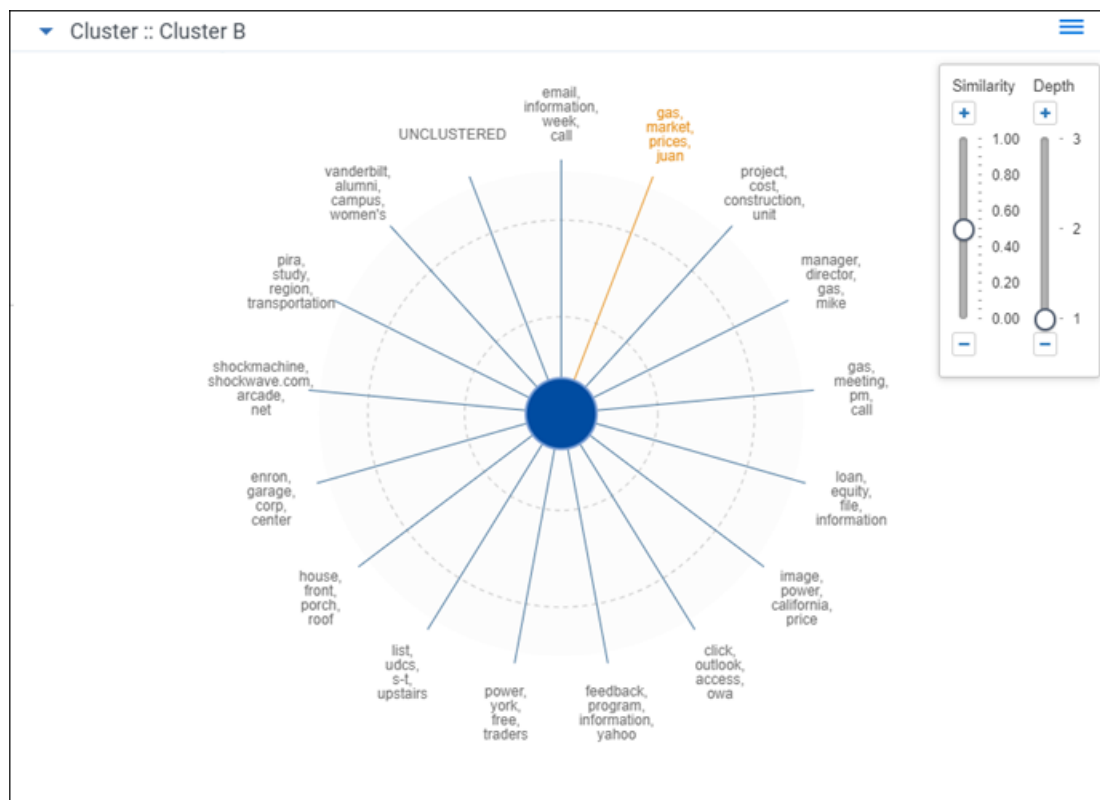 Cluster :: Cluster B
Similarity Depth
1.00
0.80
0.60
0.40
0.20
0.00
3
2
1
email,
information,
week,
call
gas,
market,
prices,
juan
project,
cost,
construction,
unit
manager,
director,
gas,
mike
gas,
meeting,
pm,
call
loan,
equity,
file,
information
image,
power,
california,
price
click,
outlook,
access,
owa
feedback,
program,
information,
yahoo
power,
york,
free,
traders
list,
udcs,
s-t,
upstairs
house,
front,
porch,
roof
enron,
garage,
corp,
center
shockmachine,
shockwave.com,
arcade,
net
pira,
study,
region,
transportation
vanderbilt,
alumni,
campus,
women's
UNCLUSTERED